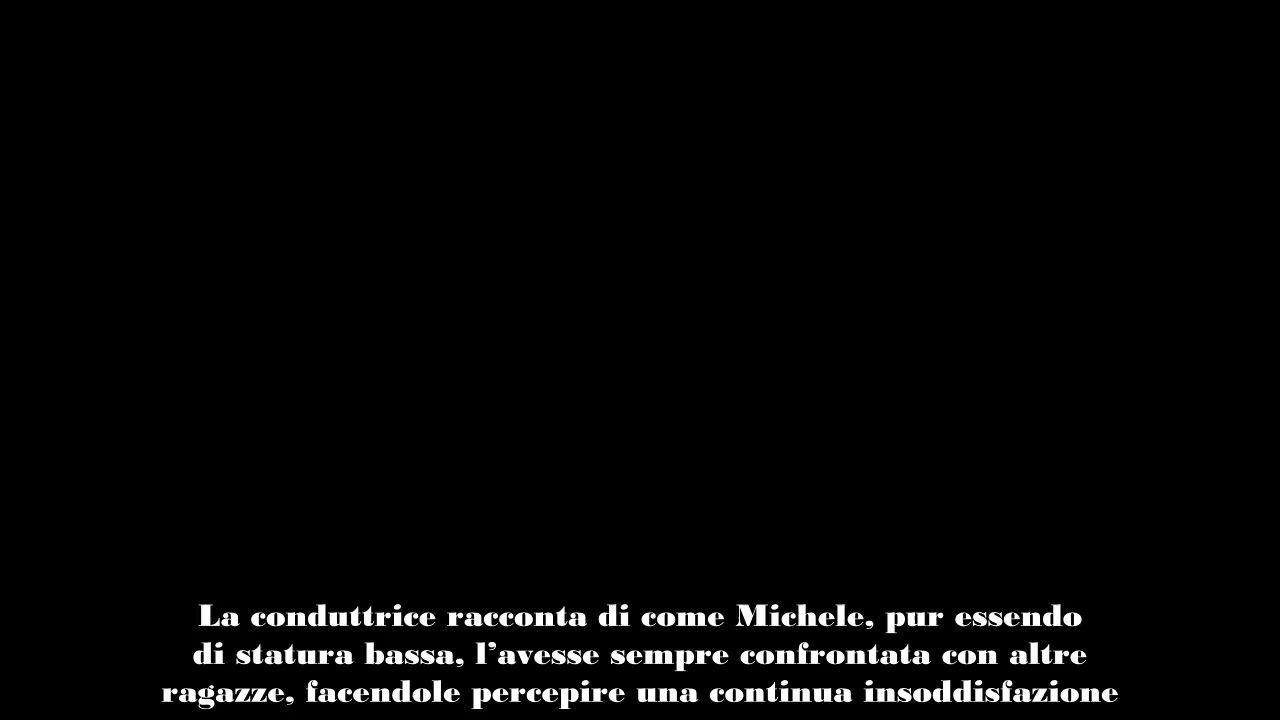 La conduttrice racconta di come Michele, pur essendo
di statura bassa, l’avesse sempre confrontata con altre
ragazze, facendole percepire una continua insoddisfazione